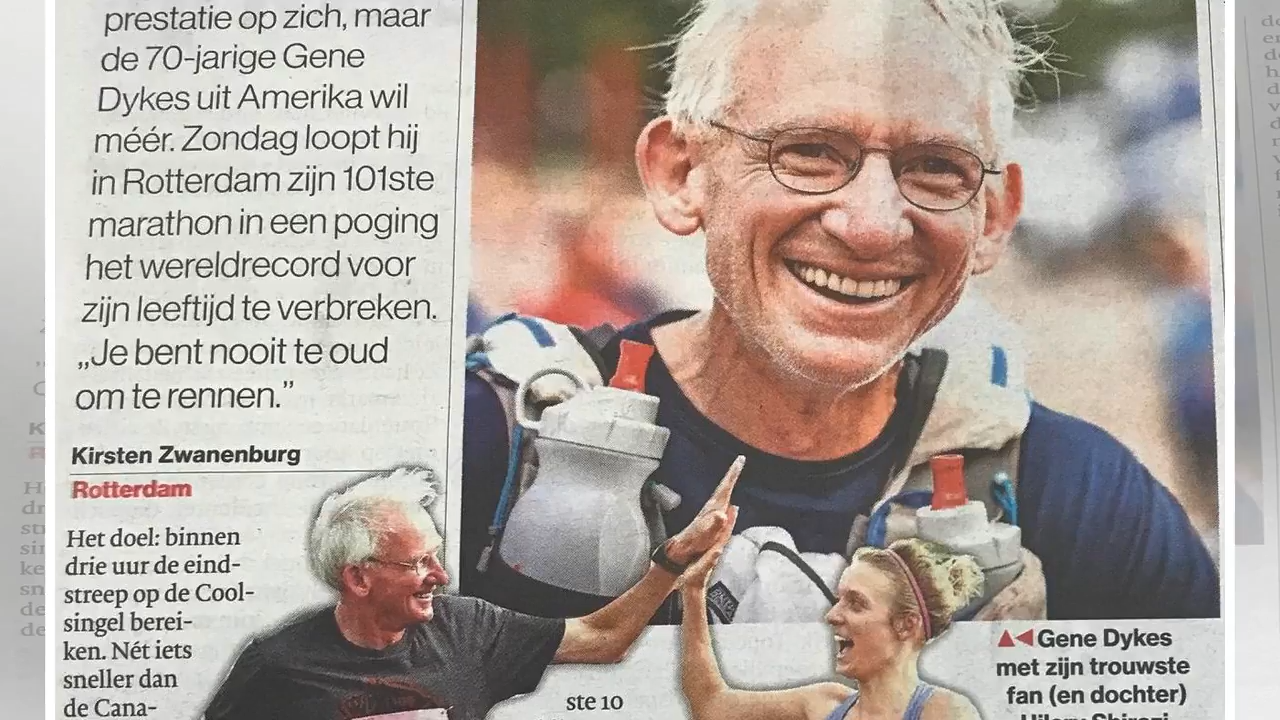 prestatie op zich, maar
de 70-jarige Gene
Dykes uit Amerika wil
méér. Zondag loopt hij
in Rotterdam zijn 101ste
marathon in een poging
het wereldrecord voor
zijn leeftijd te verbreken.
„Je bent nooit te oud
om te rennen.”
Kirsten Zwanenburg
Rotterdam
Het doel: binnen
drie uur de eind-
streep op de Cool-
singel berei-
ken. Nét iets
sneller dan
de Cana-
ste 10
▲◀Gene Dykes
met zijn trouwste
fan (en dochter)